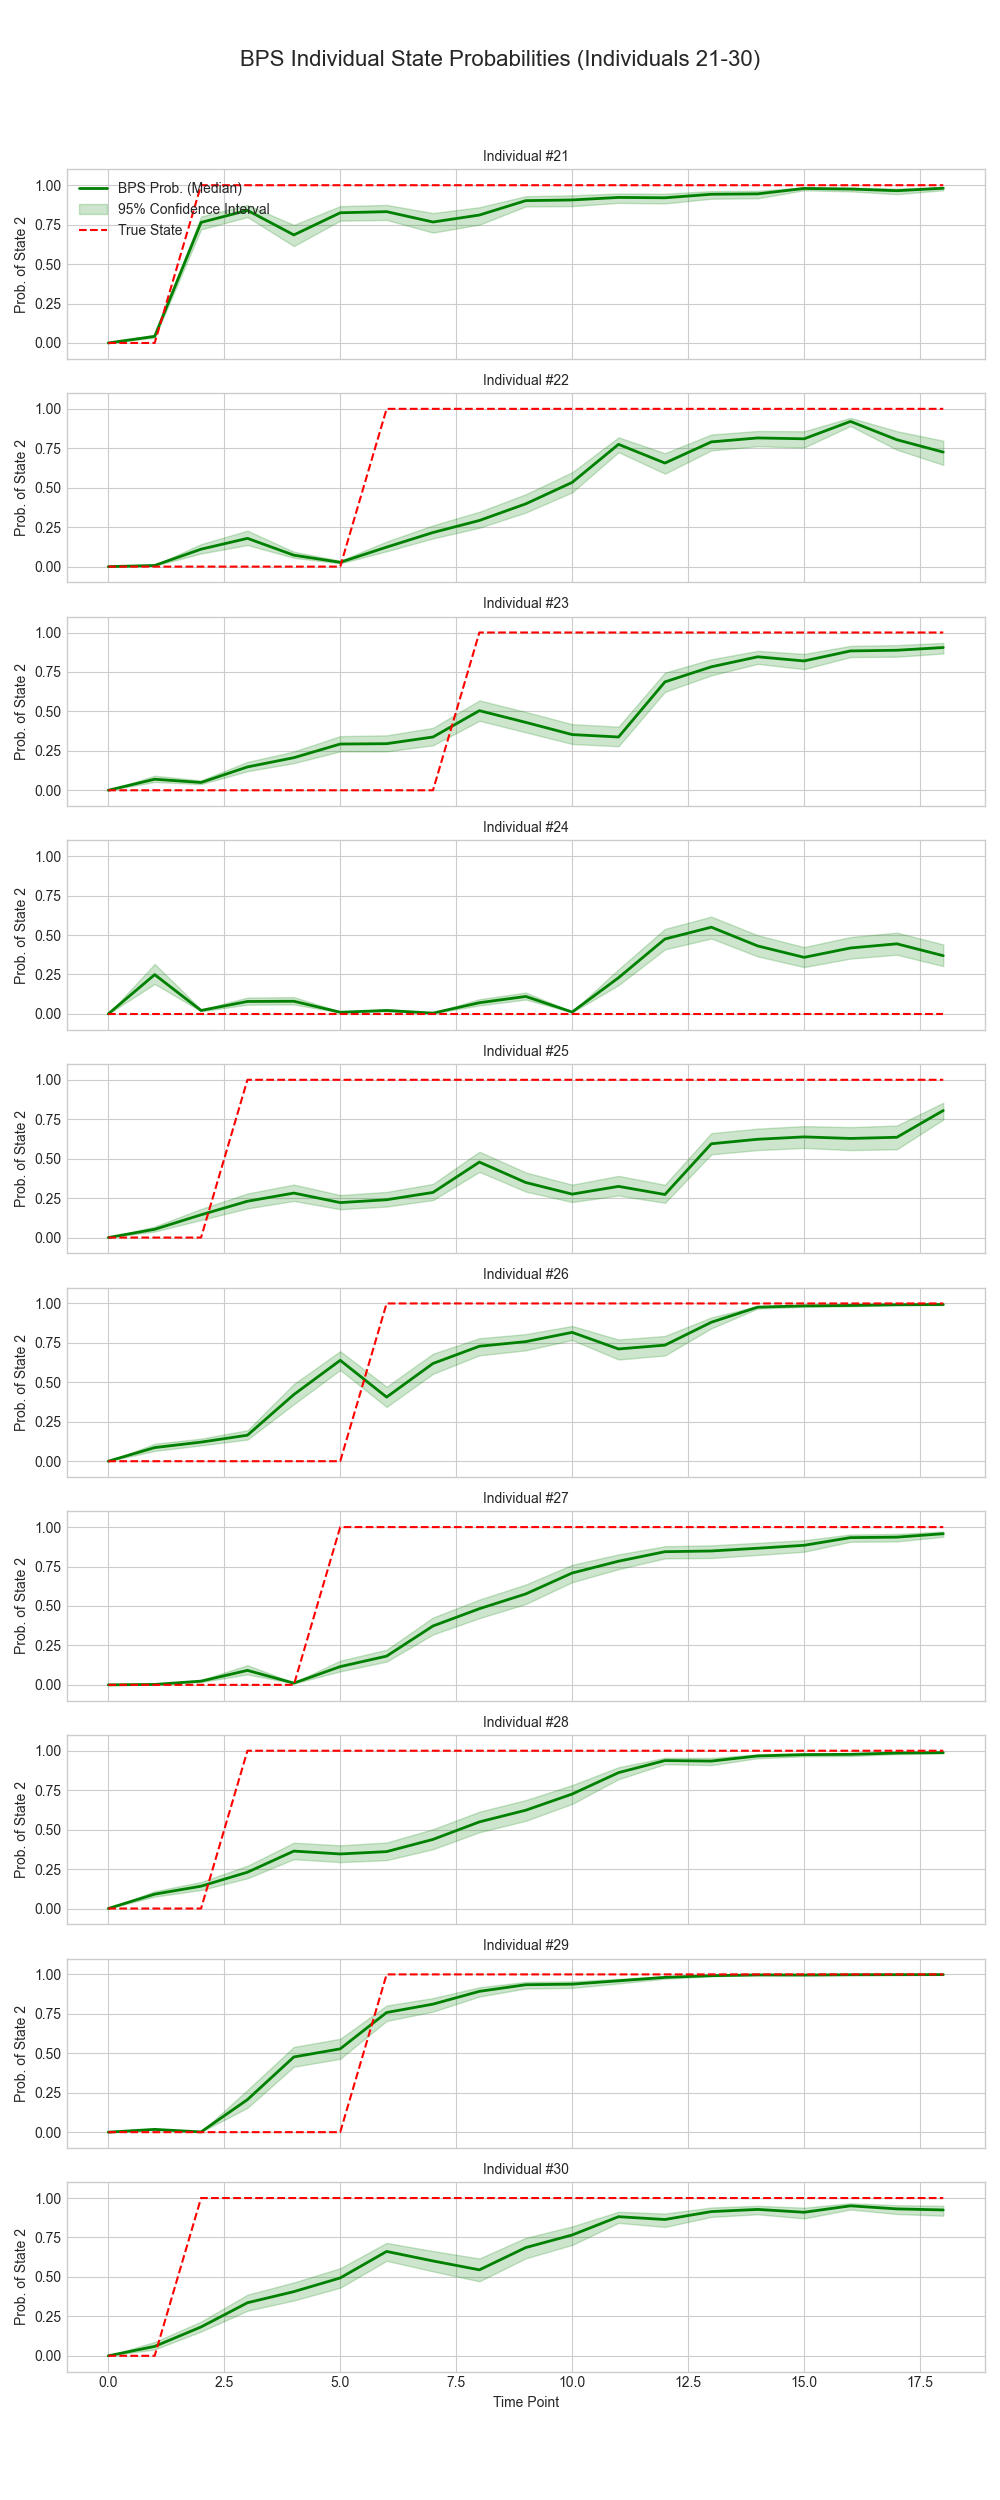 BPS Individual State Probabilities (Individuals 21-30)
Individual #21
1.00
0.75
0.50
0.25
0.00
Prob. of State 2
BPS Prob. (Median)
95% Confidence Interval
True State
Individual #22
1.00
0.75
0.50
0.25
0.00
Prob. of State 2
Individual #23
1.00
0.75
0.50
0.25
0.00
Prob. of State 2
Individual #24
1.00
0.75
0.50
0.25
0.00
Prob. of State 2
Individual #25
1.00
0.75
0.50
0.25
0.00
Prob. of State 2
Individual #26
1.00
0.75
0.50
0.25
0.00
Prob. of State 2
Individual #27
1.00
0.75
0.50
0.25
0.00
Prob. of State 2
Individual #28
1.00
0.75
0.50
0.25
0.00
Prob. of State 2
Individual #29
1.00
0.75
0.50
0.25
0.00
Prob. of State 2
Individual #30
1.00
0.75
0.50
0.25
0.00
Prob. of State 2
0.0 2.5 5.0 7.5 10.0 12.5 15.0 17.5
Time Point